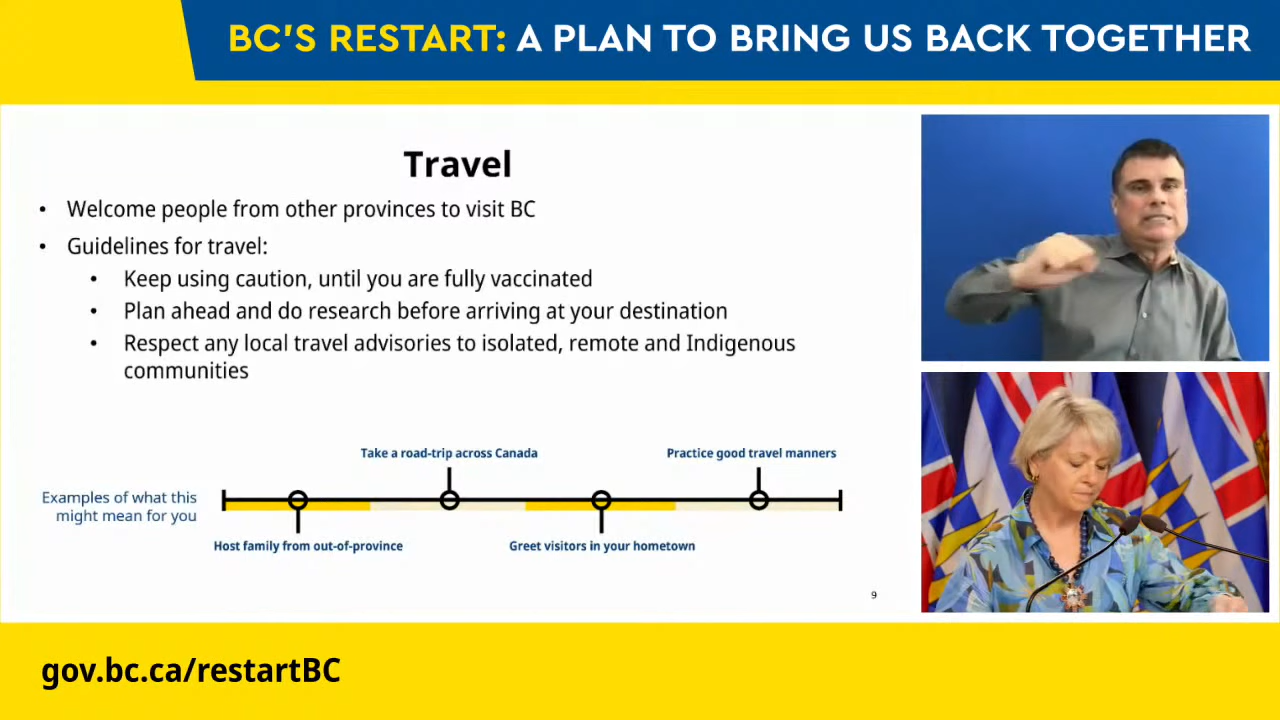 BC'S RESTART: A PLAN TO BRING US BACK TOGETHER
Travel
• Welcome people from other provinces to visit BC
• Guidelines for travel:
• Keep using caution, until you are fully vaccinated
• Plan ahead and do research before arriving at your destination
• Respect any local travel advisories to isolated, remote and Indigenous
communities
Take a road-trip across Canada
Practice good travel manners
Examples of what this
might mean for you
Host family from out-of-province
Greet visitors in your hometown
9
gov.bc.ca/restartBC